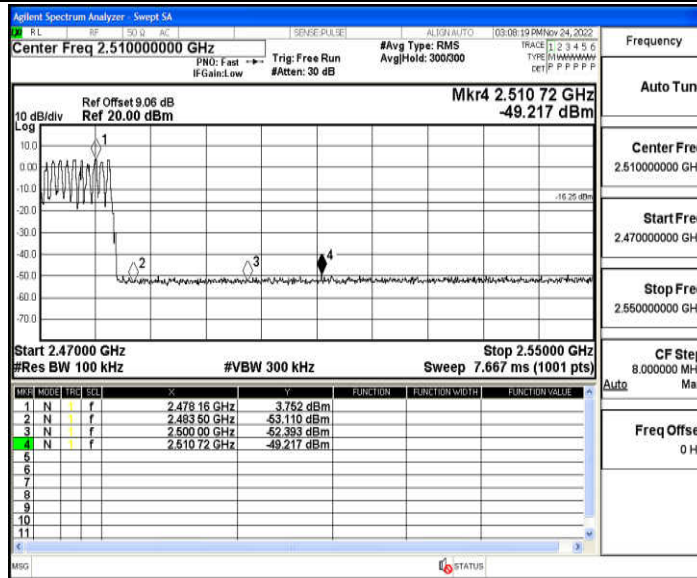 Agilent Spectrum Analyzer - Swept SA
RL RF 50 Ω AC SENSE:PULSE ALIGN AUTO 03:08:19 PM Nov 24, 2022
Center Freq 2.510000000 GHz
PNO: Fast
IFGain:Low
Trig: Free Run
#Atten: 30 dB
#Avg Type: RMS
Avg|Hold: 300/300
TRACE 1 2 3 4 5 6
TYPE MWWWWW
DET P P P P P P
Ref Offset 9.06 dB
Ref 20.00 dBm
10 dB/div
Log
Mkr4 2.510 72 GHz
-49.217 dBm
10.0
0.00
-10.0
-20.0
-30.0
-40.0
-50.0
-60.0
-70.0
1
2
3
4
-16.25 dBm
Start 2.47000 GHz
#Res BW 100 kHz
#VBW 300 kHz
Stop 2.55000 GHz
Sweep 7.667 ms (1001 pts)
MKR MODE TRC SCL X Y FUNCTION FUNCTION WIDTH FUNCTION VALUE
1 N 1 f 2.478 16 GHz 3.752 dBm
2 N 1 f 2.483 50 GHz -53.110 dBm
3 N 1 f 2.500 00 GHz -52.393 dBm
4 N 1 f 2.510 72 GHz -49.217 dBm
5
6
7
8
9
10
11
MSG
STATUS
Frequency
Auto Tun
Center Fre
2.510000000 GH
Start Fre
2.470000000 GH
Stop Fre
2.550000000 GH
CF Step
8.000000 MH
Auto Ma
Freq Offse
0 H